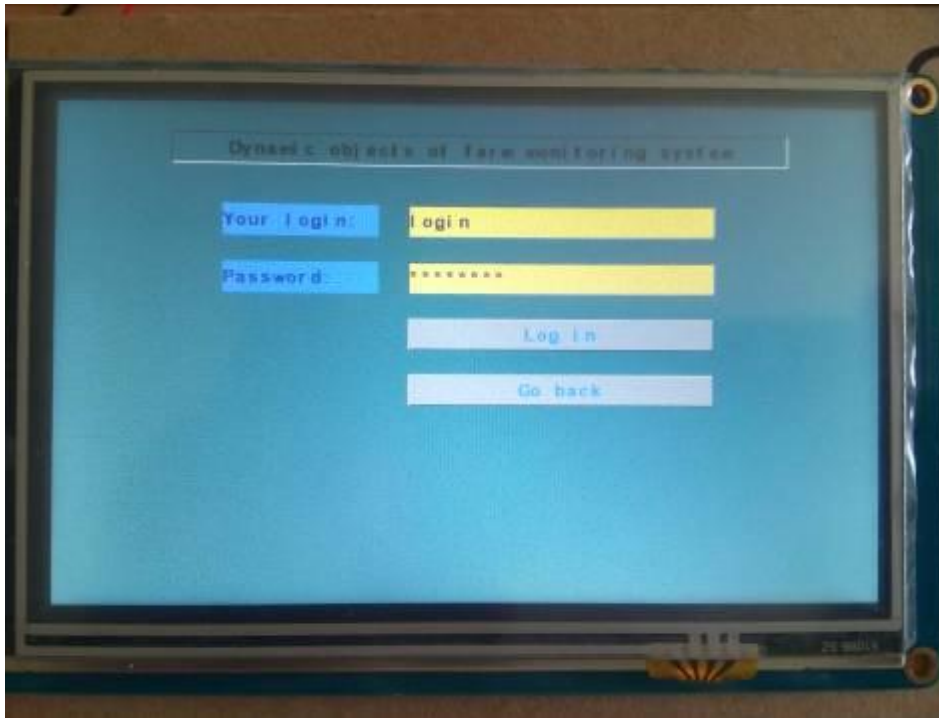 Dynamic objects of farm monitoring system
Your login: login
Password: ********
Log in
Go back